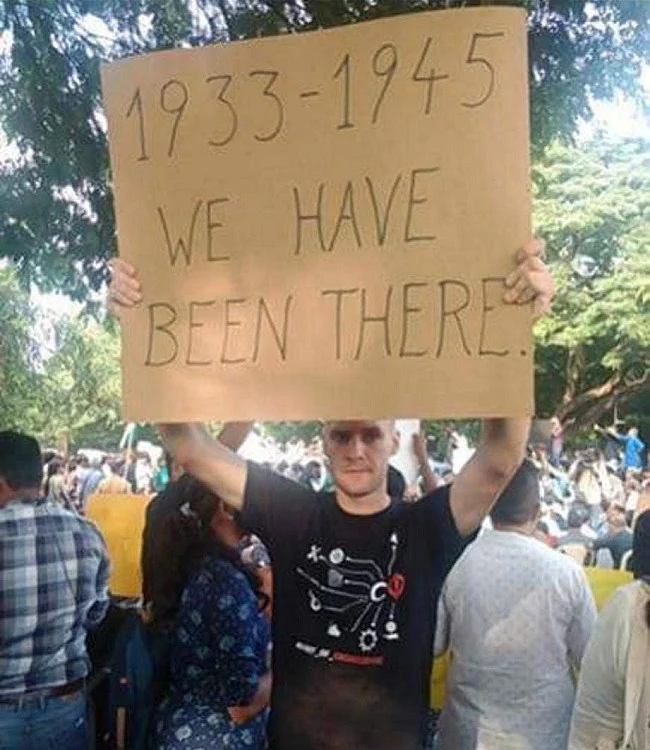 1933-1945
WE HAVE
BEEN THERE.